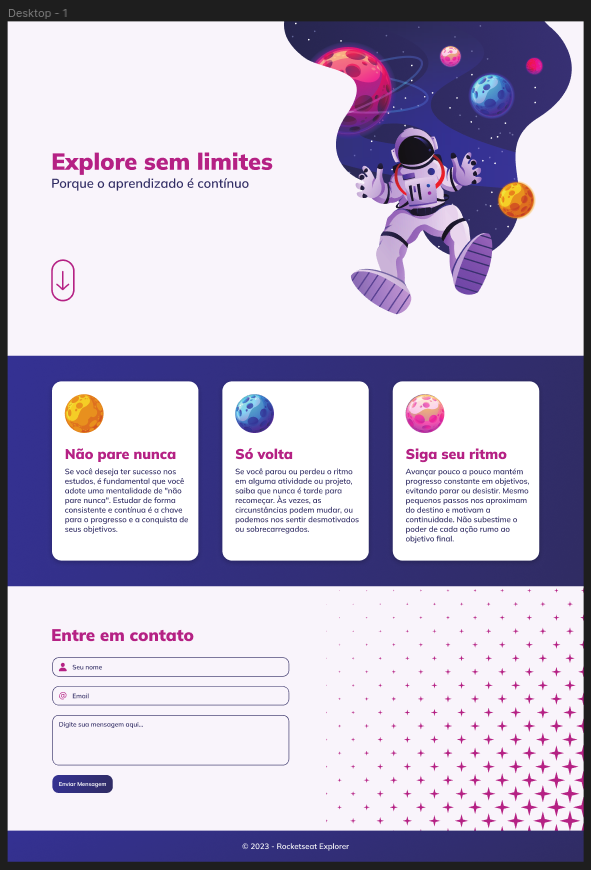 Desktop - 1
Explore sem limites
Porque o aprendizado é contínuo
Não pare nunca
Se você deseja ter sucesso nos
estudos, é fundamental que você
adote uma mentalidade de "não
pare nunca". Estudar de forma
consistente e contínua é a chave
para o progresso e a conquista de
seus objetivos.
Só volta
Se você parou ou perdeu o ritmo
em alguma atividade ou projeto,
saiba que nunca é tarde para
recomeçar. Às vezes, as
circunstâncias podem mudar, ou
podemos nos sentir desmotivados
ou sobrecarregados.
Siga seu ritmo
Avançar pouco a pouco mantém
progresso constante em objetivos,
evitando parar ou desistir. Mesmo
pequenos passos nos aproximam
do destino e motivam a
continuidade. Não subestime o
poder de cada ação rumo ao
objetivo final.
Entre em contato
Seu nome
@ Email
Digite sua mensagem aqui...
Enviar Mensagem
© 2023 - Rocketseat Explorer